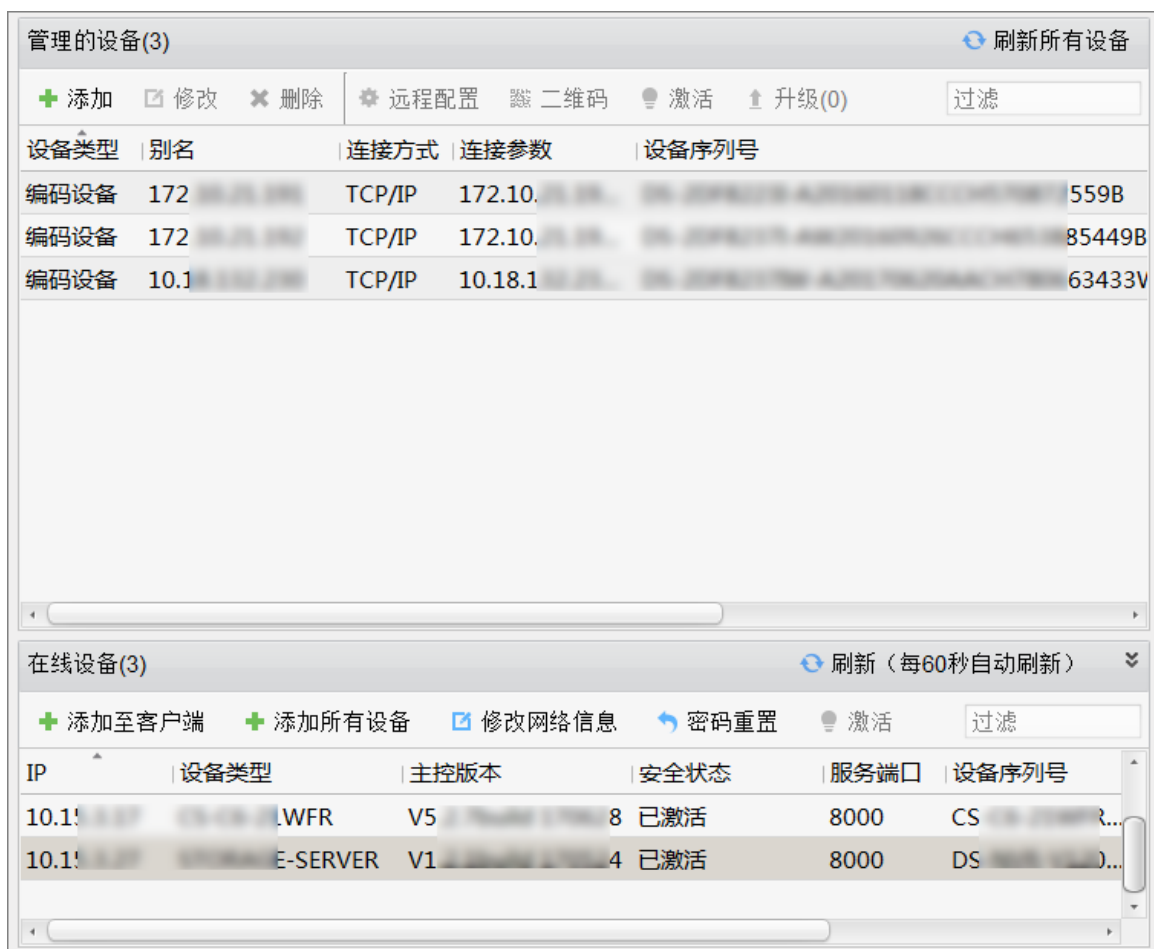 管理的设备(3) 刷新所有设备
添加 修改 删除 远程配置 二维码 激活 升级(0) 过滤
设备类型 别名 连接方式 连接参数 设备序列号
编码设备 172 TCP/IP 172.10. 559B
编码设备 172 TCP/IP 172.10. 85449B
编码设备 10.1 TCP/IP 10.18.1 63433V
在线设备(3) 刷新（每60秒自动刷新）
添加至客户端 添加所有设备 修改网络信息 密码重置 激活 过滤
IP 设备类型 主控版本 安全状态 服务端口 设备序列号
10.1 WFR V5 8 已激活 8000 CS R...
10.1 E-SERVER V1 4 已激活 8000 DS ...